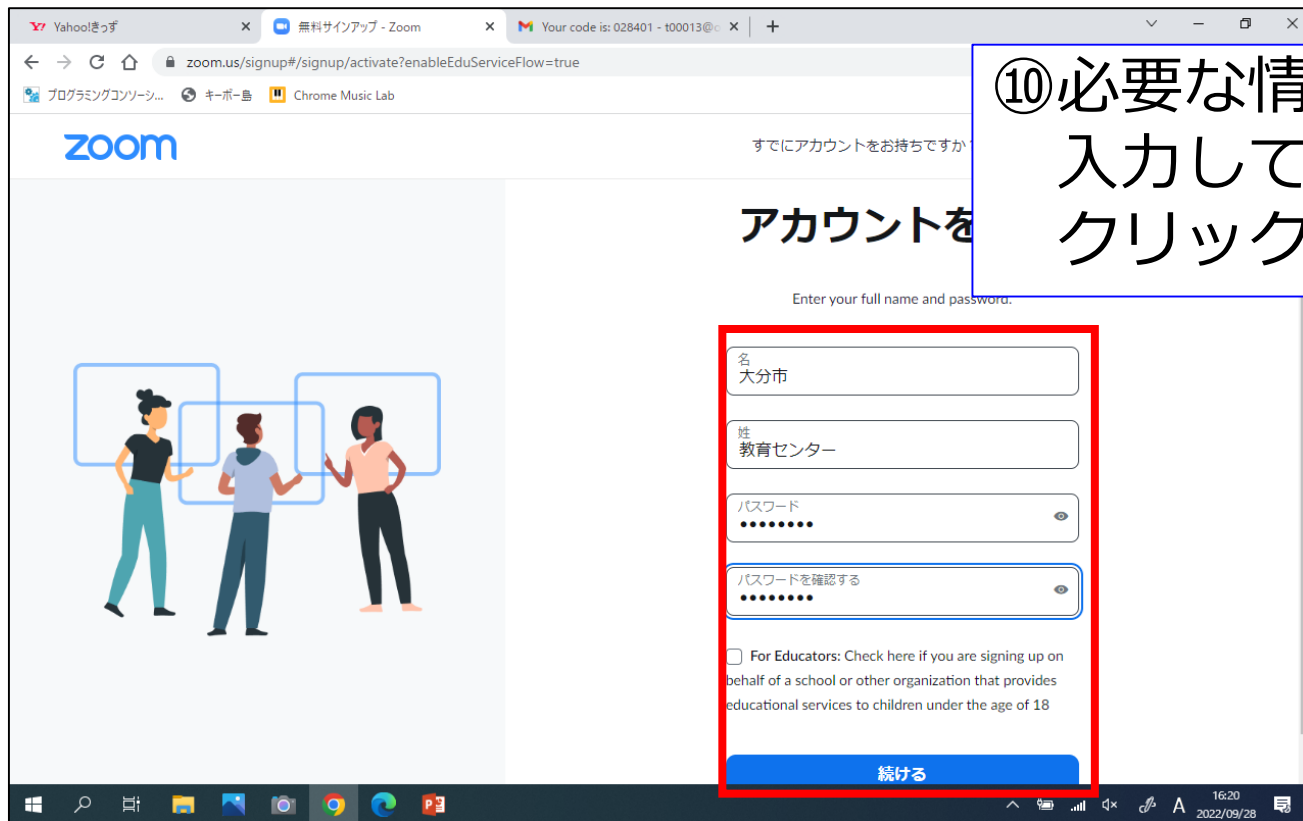 Yahoo!きっず
無料サインアップ - Zoom
Your code is: 028401 - t00013@o
zoom.us/signup#/signup/activate?enableEduServiceFlow=true
プログラミングコンソーシ...
キーボー島
Chrome Music Lab
⑩必要な情
入力して
クリック
zoom
すでにアカウントをお持ちですか
アカウントを
Enter your full name and password.
名
大分市
姓
教育センター
パスワード
••••••••
パスワードを確認する
••••••••
For Educators: Check here if you are signing up on
behalf of a school or other organization that provides
educational services to children under the age of 18
続ける
A
16:20
2022/09/28